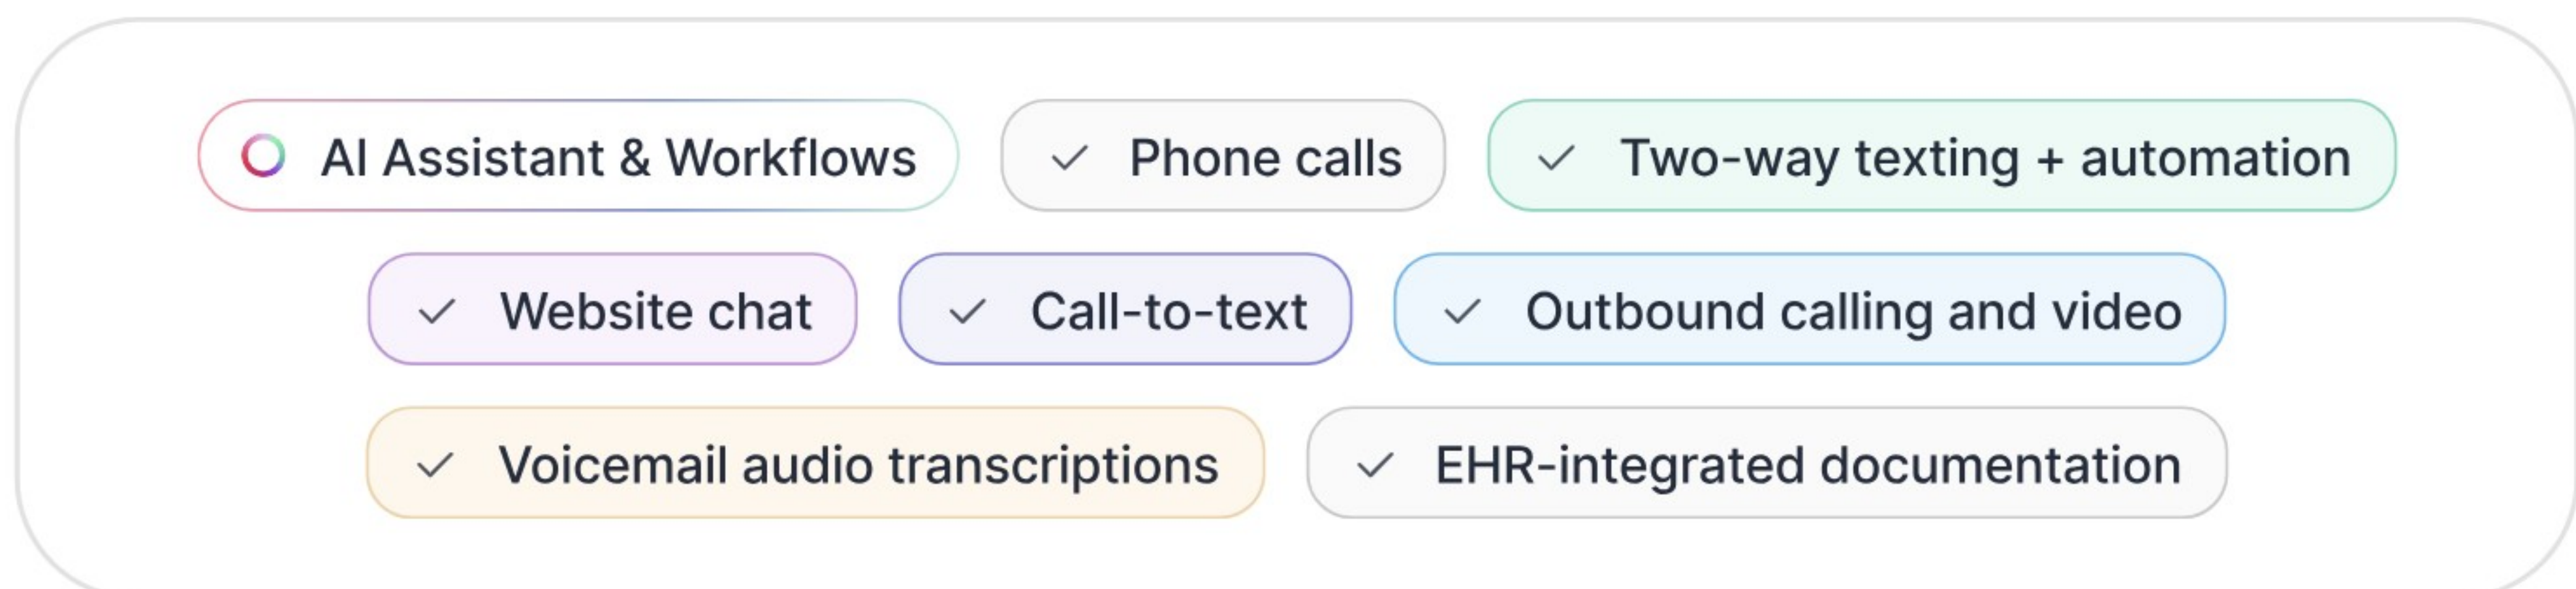 AI Assistant & Workflows
Phone calls
Two-way texting + automation
Website chat
Call-to-text
Outbound calling and video
Voicemail audio transcriptions
EHR-integrated documentation